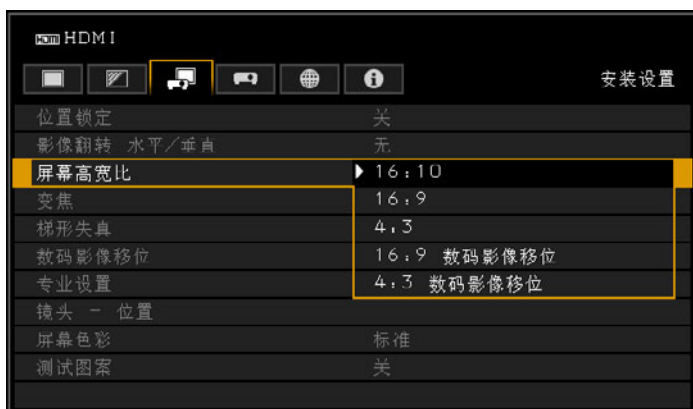 HDMI HDMI
安装设置
位置锁定 关
影像翻转 水平/垂直 无
屏幕高宽比 16:10
变焦 16:9
梯形失真 4:3
数码影像移位 16:9 数码影像移位
专业设置 4:3 数码影像移位
镜头 - 位置
屏幕色彩 标准
测试图案 关